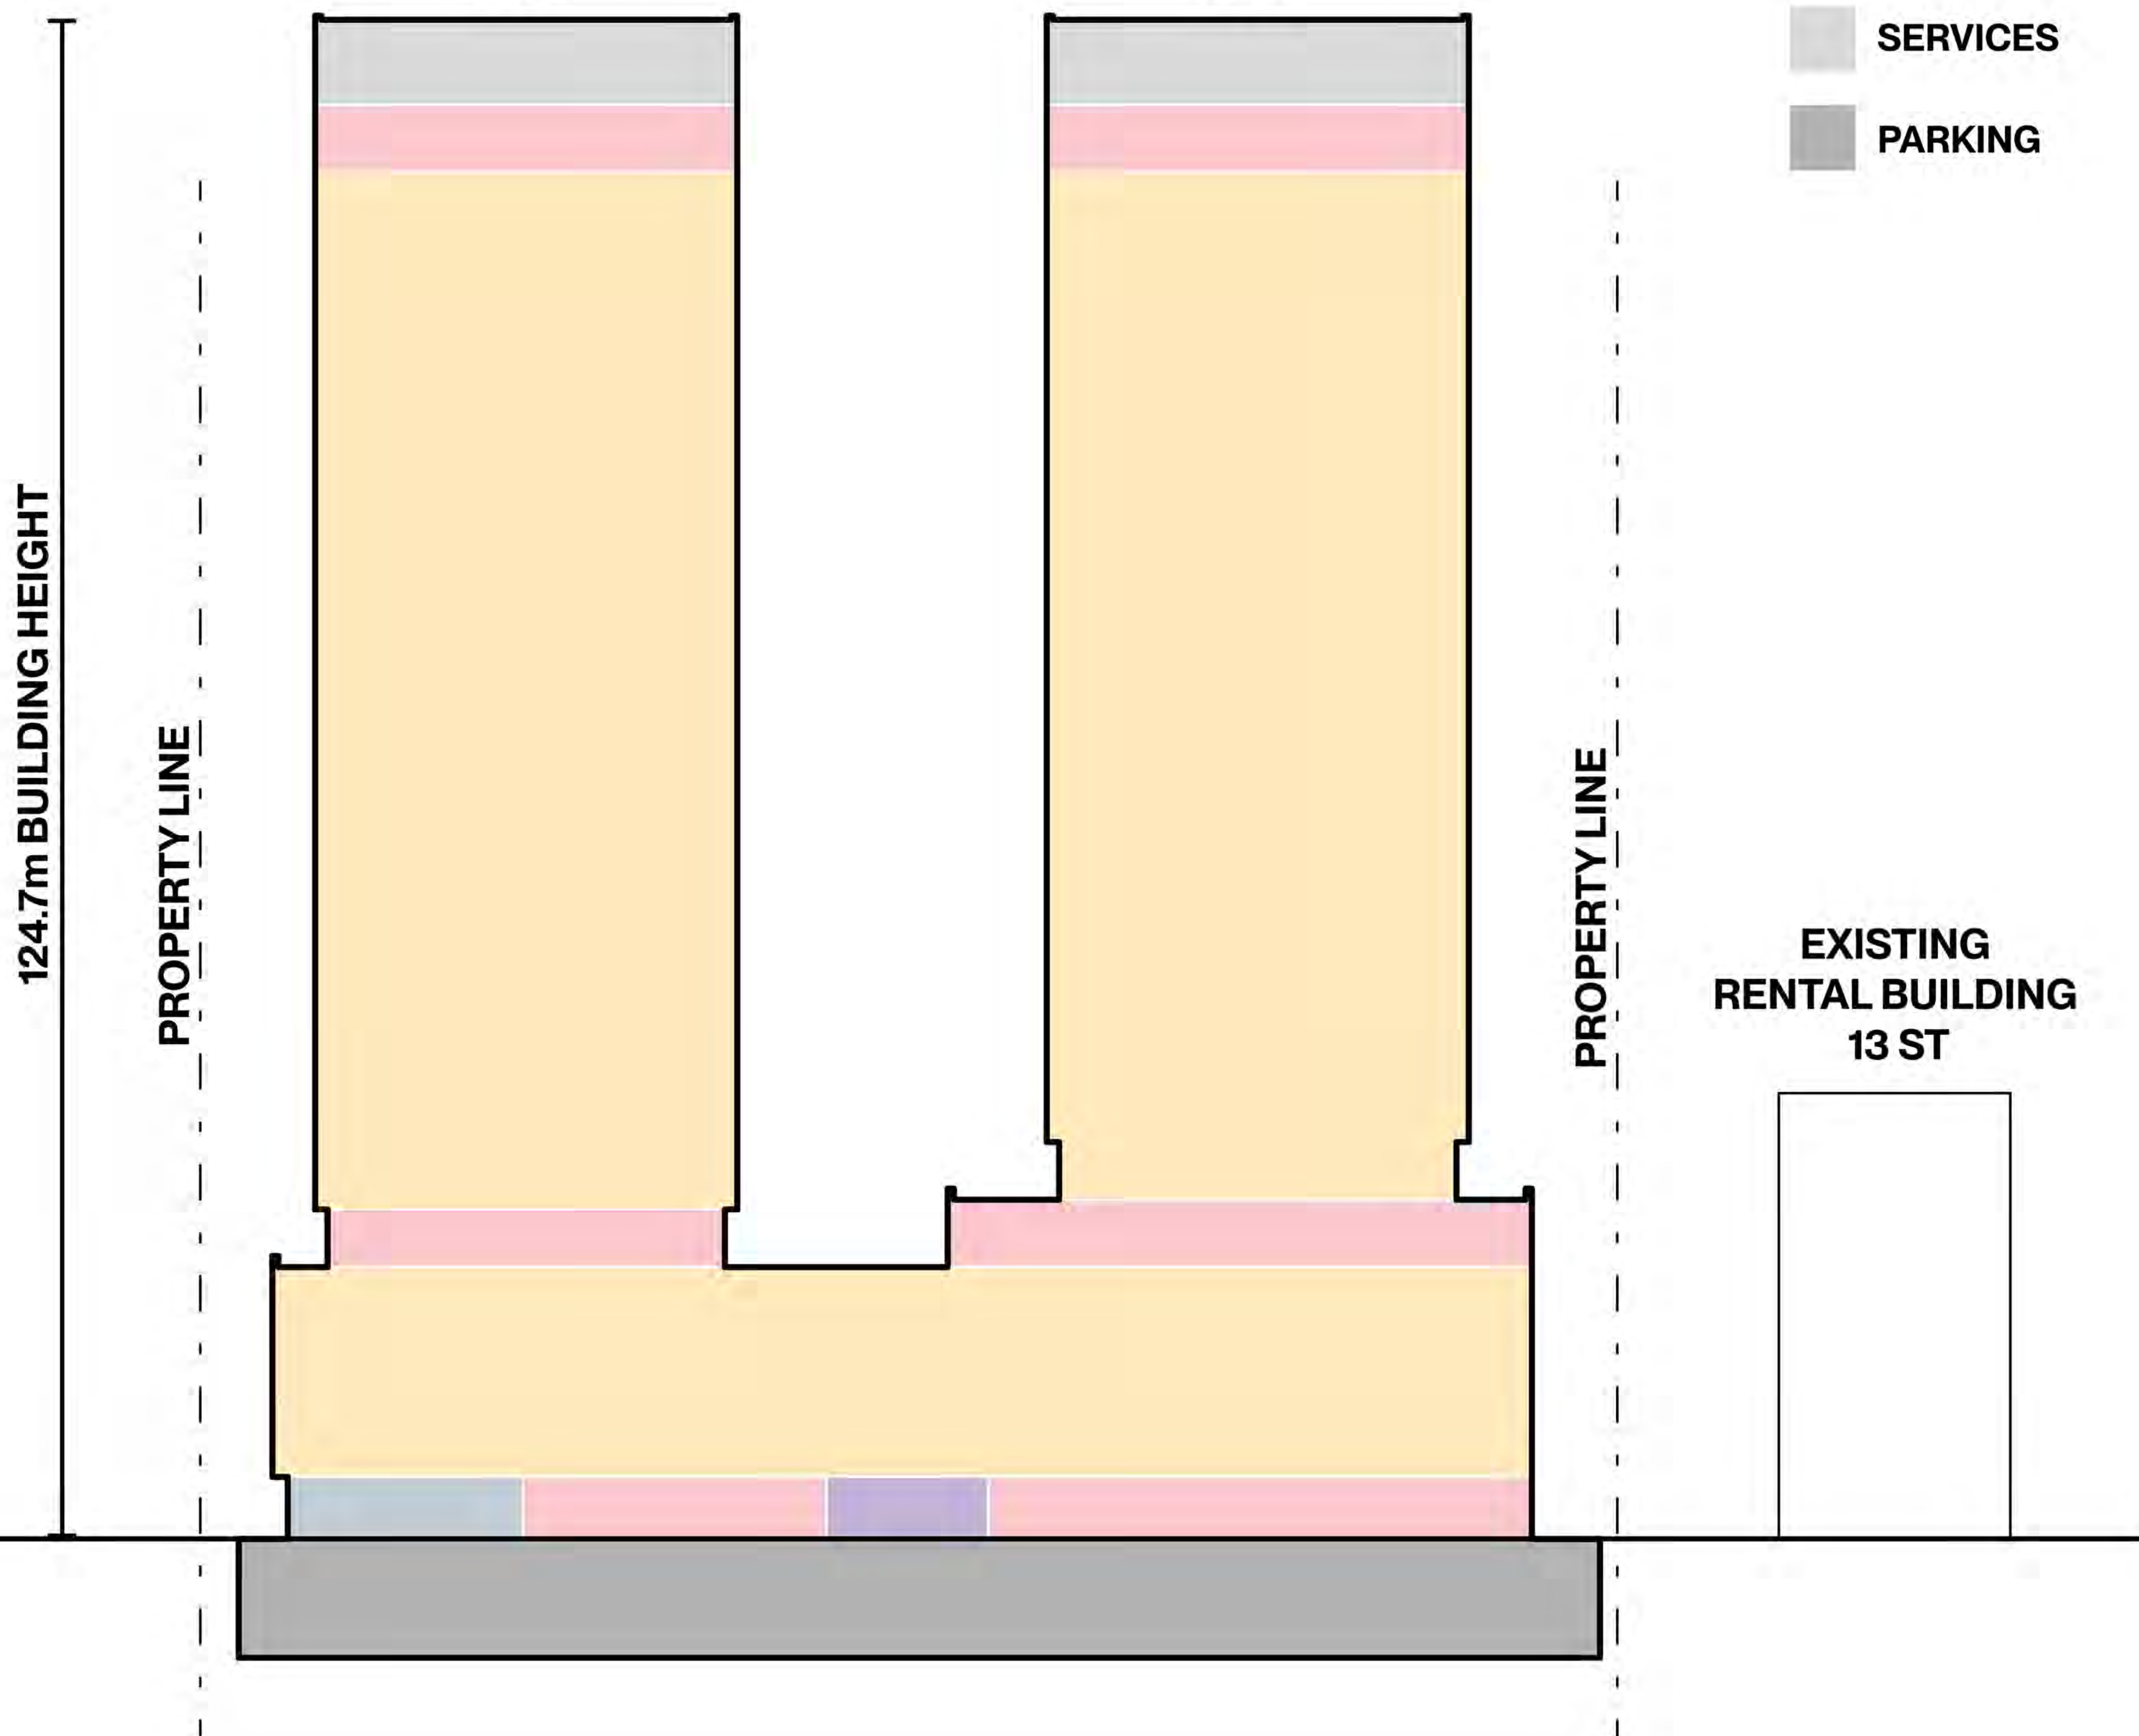 SERVICES
PARKING
124.7m BUILDING HEIGHT
PROPERTY LINE
PROPERTY LINE
EXISTING
RENTAL BUILDING
13 ST